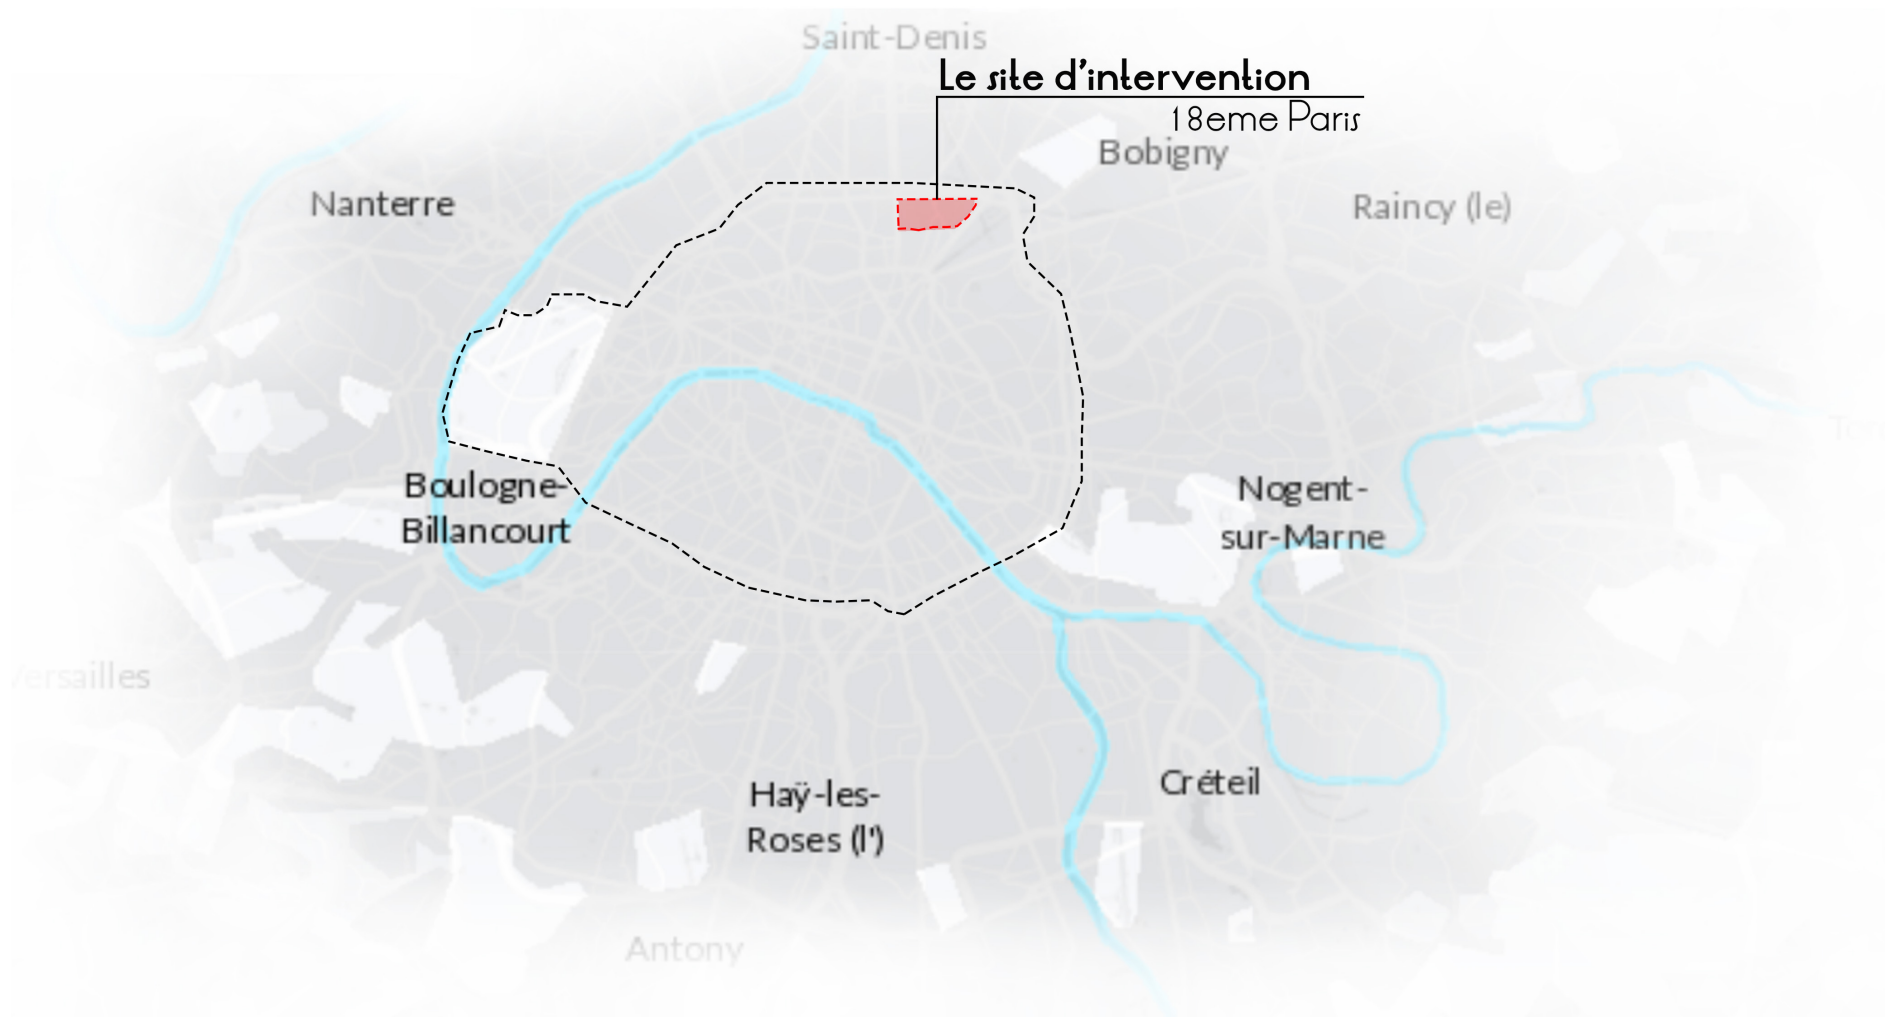 Saint-Denis
Le site d'intervention
18eme Paris
Bobigny
Nanterre
Raincy (le)
Boulogne-
Billancourt
Nogent-
sur-Marne
Versailles
Créteil
Haÿ-les-
Roses (l')
Antony